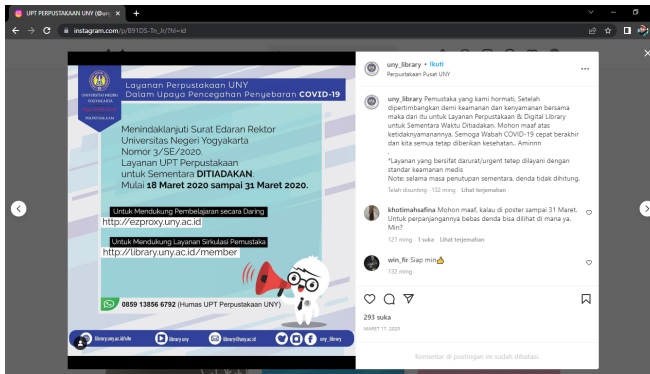 UPT PERPUSTAKAAN UNY (@uny
instagram.com/p/B91DS-Tn_Jr/?hl=id
UNIVERSITAS NEGERI
YOGYAKARTA
PERPUSTAKAAN
Layanan Perpustakaan UNY
Dalam Upaya Pencegahan Penyebaran COVID-19
Menindaklanjuti Surat Edaran Rektor
Universitas Negeri Yogyakarta
Nomor 3/SE/2020.
Layanan UPT Perpustakaan
untuk Sementara DITIADAKAN.
Mulai 18 Maret 2020 sampai 31 Maret 2020.
Untuk Mendukung Pembelajaran secara Daring
http://ezproxy.uny.ac.id
Untuk Mendukung Layanan Sirkulasi Pemustaka
http://library.uny.ac.id/member
0859 13856 6792 (Humas UPT Perpustakaan UNY)
library.uny.ac.id/
library uny
library@uny.ac.id
uny_library
uny_library • Ikuti
Perpustakaan Pusat UNY
uny_library Pemustaka yang kami hormati. Setelah
dipertimbangkan demi keamanan dan kenyamanan bersama
maka dari itu untuk Layanan Perpustakaan & Digital Library
untuk Sementara Waktu Ditiadakan. Mohon maaf atas
ketidaknyamanannya. Semoga Wabah COVID-19 cepat berakhir
dan kita semua tetap diberikan kesehatan.. Aminnn
.
*Layanan yang bersifat darurat/urgent tetap dilayani dengan
standar keamanan medis
Note: selama masa penutupan sementara, denda tidak dihitung.
Telah disunting · 132 mng Lihat terjemahan
khotimahsafina Mohon maaf, kalau di poster sampai 31 Maret.
Untuk perpanjangannya bebas denda bisa dilihat di mana ya.
Min?
121 mng 1 suka Lihat terjemahan
win_fir Siap min👍
132 mng
293 suka
MARET 17, 2020
Komentar di postingan ini sudah dibatasi.